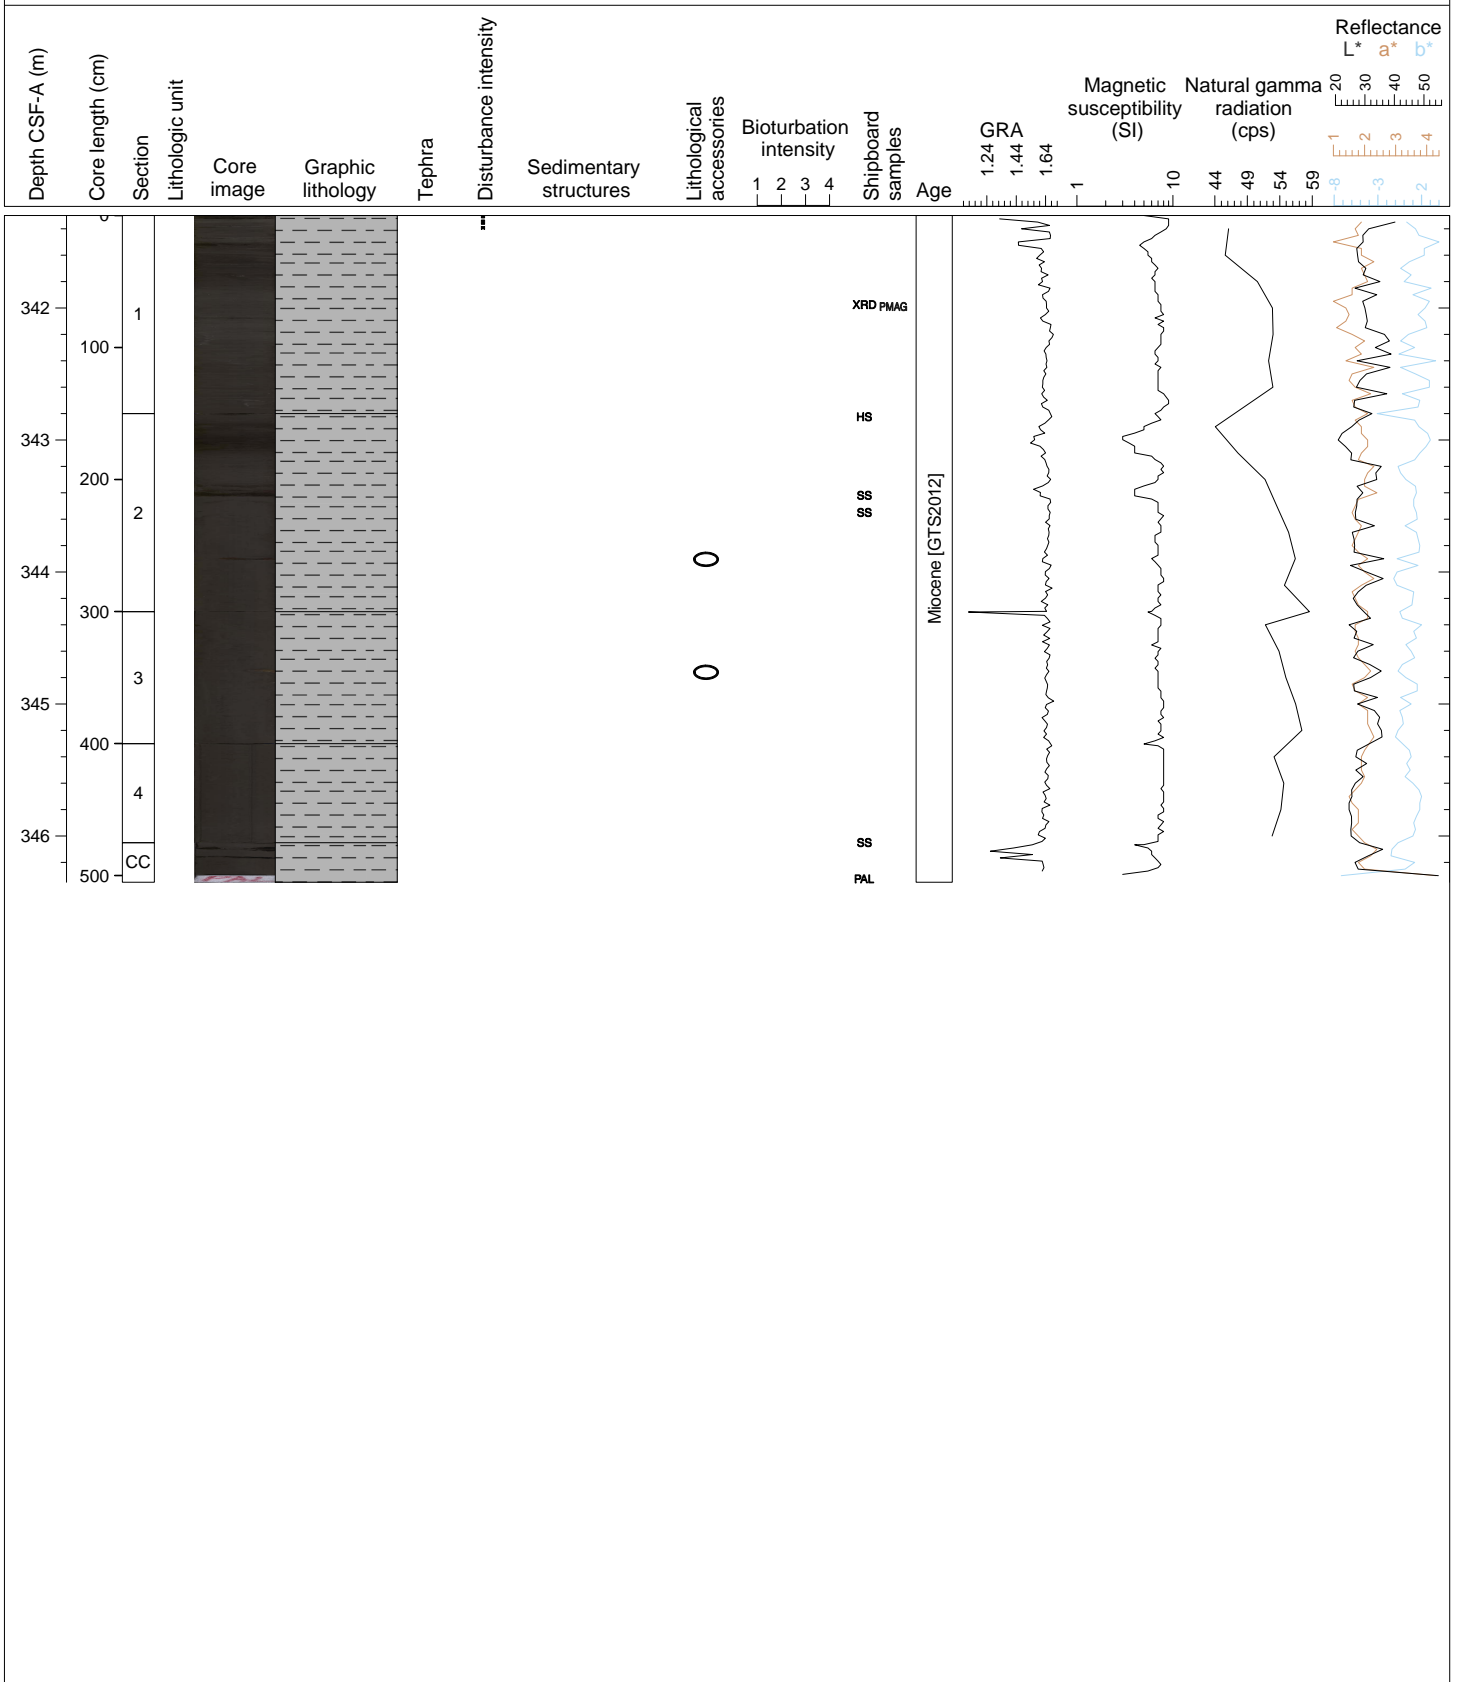 Depth CSF-A (m)
Core length (cm)
Section
Lithologic unit
Core
image
Graphic
lithology
Tephra
Disturbance intensity
Sedimentary
structures
Lithological
accessories
Bioturbation
intensity
1 2 3 4
Shipboard
samples
Age
GRA
1.24 1.44 1.64
Magnetic
susceptibility
(SI)
1 10
Natural gamma
radiation
(cps)
44 49 54 59
Reflectance
L* a* b*
20 30 40 50
1 2 3 4
-8 -3 2
0
342
100
343
200
344
300
345
400
346
500
1
2
3
4
CC
PAL
XRD PMAG
HS
SS
SS
SS
PAL
Miocene [GTS2012]